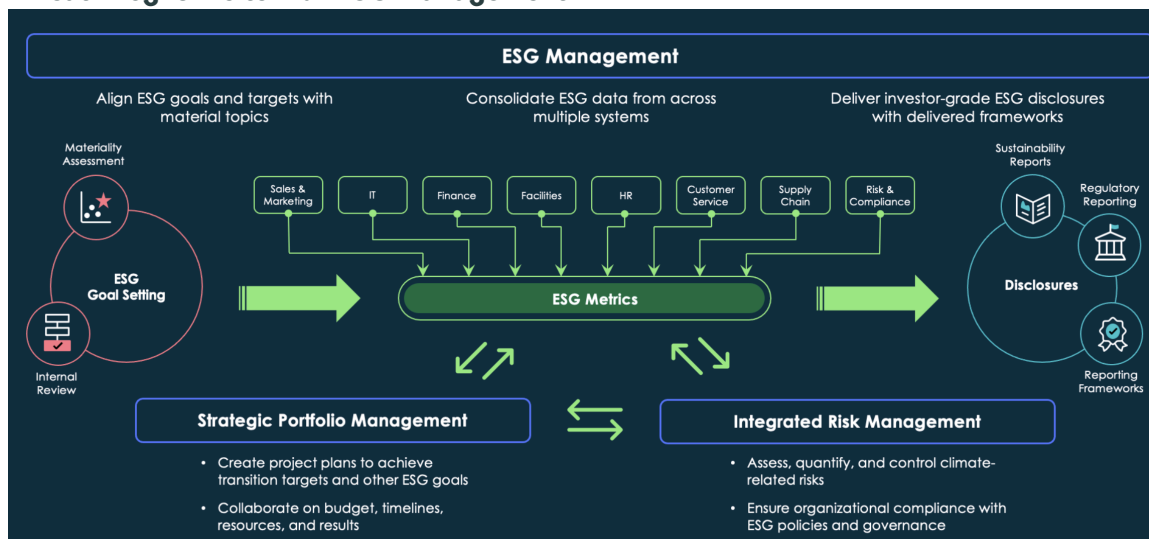 ESG Management
Align ESG goals and targets with
material topics
Consolidate ESG data from across
multiple systems
Deliver investor-grade ESG disclosures
with delivered frameworks
Materiality
Assessment
ESG
Goal Setting
Internal
Review
Sales &
Marketing
IT
Finance
Facilities
HR
Customer
Service
Supply
Chain
Risk &
Compliance
ESG Metrics
Sustainability
Reports
Regulatory
Reporting
Disclosures
Reporting
Frameworks
Strategic Portfolio Management
• Create project plans to achieve
transition targets and other ESG goals
• Collaborate on budget, timelines,
resources, and results
Integrated Risk Management
• Assess, quantify, and control climate-
related risks
• Ensure organizational compliance with
ESG policies and governance